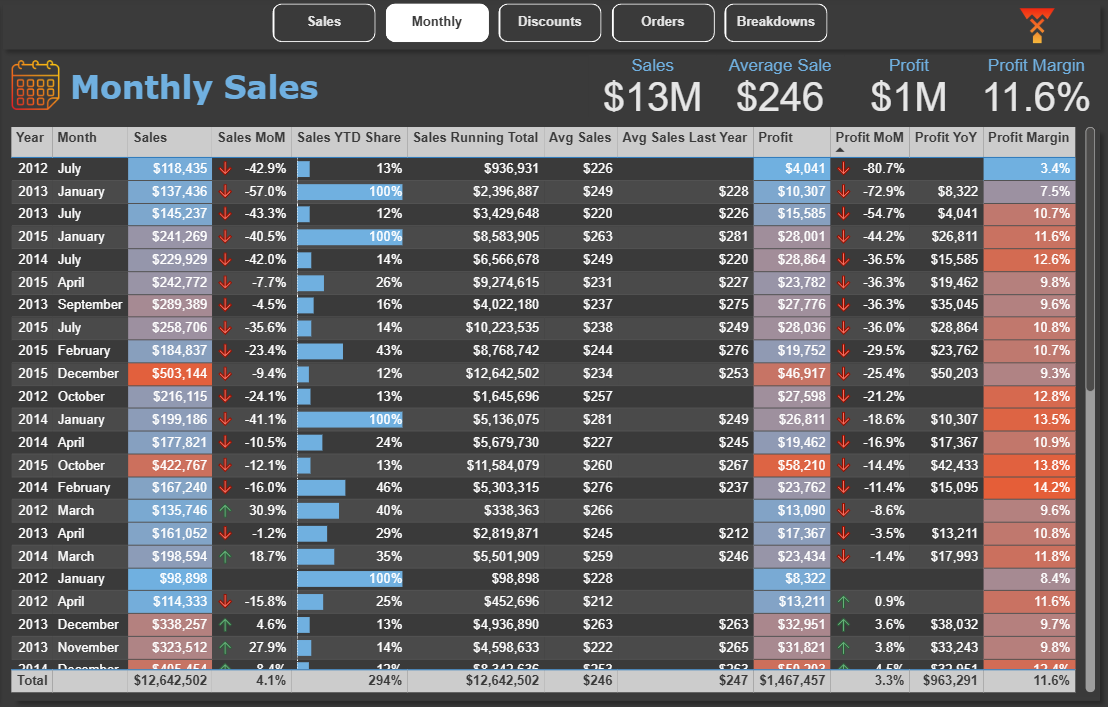 Sales Monthly Discounts Orders Breakdowns
Monthly Sales
Sales Average Sale Profit Profit Margin
$13M $246 $1M 11.6%
Year Month Sales Sales MoM Sales YTD Share Sales Running Total Avg Sales Avg Sales Last Year Profit Profit MoM Profit YoY Profit Margin
2012 July $118,435 -42.9% 13% $936,931 $226 $4,041 -80.7% 3.4%
2013 January $137,436 -57.0% 100% $2,396,887 $249 $228 $10,307 -72.9% $8,322 7.5%
2013 July $145,237 -43.3% 12% $3,429,648 $220 $226 $15,585 -54.7% $4,041 10.7%
2015 January $241,269 -40.5% 100% $8,583,905 $263 $281 $28,001 -44.2% $26,811 11.6%
2014 July $229,929 -42.0% 14% $6,566,678 $249 $220 $28,864 -36.5% $15,585 12.6%
2015 April $242,772 -7.7% 26% $9,274,615 $231 $227 $23,782 -36.3% $19,462 9.8%
2013 September $289,389 -4.5% 16% $4,022,180 $237 $275 $27,776 -36.3% $35,045 9.6%
2015 July $258,706 -35.6% 14% $10,223,535 $238 $249 $28,036 -36.0% $28,864 10.8%
2015 February $184,837 -23.4% 43% $8,768,742 $244 $276 $19,752 -29.5% $23,762 10.7%
2015 December $503,144 -9.4% 12% $12,642,502 $234 $253 $46,917 -25.4% $50,203 9.3%
2012 October $216,115 -24.1% 13% $1,645,696 $257 $27,598 -21.2% 12.8%
2014 January $199,186 -41.1% 100% $5,136,075 $281 $249 $26,811 -18.6% $10,307 13.5%
2014 April $177,821 -10.5% 24% $5,679,730 $227 $245 $19,462 -16.9% $17,367 10.9%
2015 October $422,767 -12.1% 13% $11,584,079 $260 $267 $58,210 -14.4% $42,433 13.8%
2014 February $167,240 -16.0% 46% $5,303,315 $276 $237 $23,762 -11.4% $15,095 14.2%
2012 March $135,746 30.9% 40% $338,363 $266 $13,090 -8.6% 9.6%
2013 April $161,052 -1.2% 29% $2,819,871 $245 $212 $17,367 -3.5% $13,211 10.8%
2014 March $198,594 18.7% 35% $5,501,909 $259 $246 $23,434 -1.4% $17,993 11.8%
2012 January $98,898 100% $98,898 $228 $8,322 8.4%
2012 April $114,333 -15.8% 25% $452,696 $212 $13,211 0.9% 11.6%
2013 December $338,257 4.6% 13% $4,936,890 $263 $263 $32,951 3.6% $38,032 9.7%
2013 November $323,512 27.9% 14% $4,598,633 $222 $265 $31,821 3.8% $33,243 9.8%
2014 December $405,454 8.4% 12% $8,342,636 $253 $263 $50,203 4.5% $32,951 12.4%
Total $12,642,502 4.1% 294% $12,642,502 $246 $247 $1,467,457 3.3% $963,291 11.6%